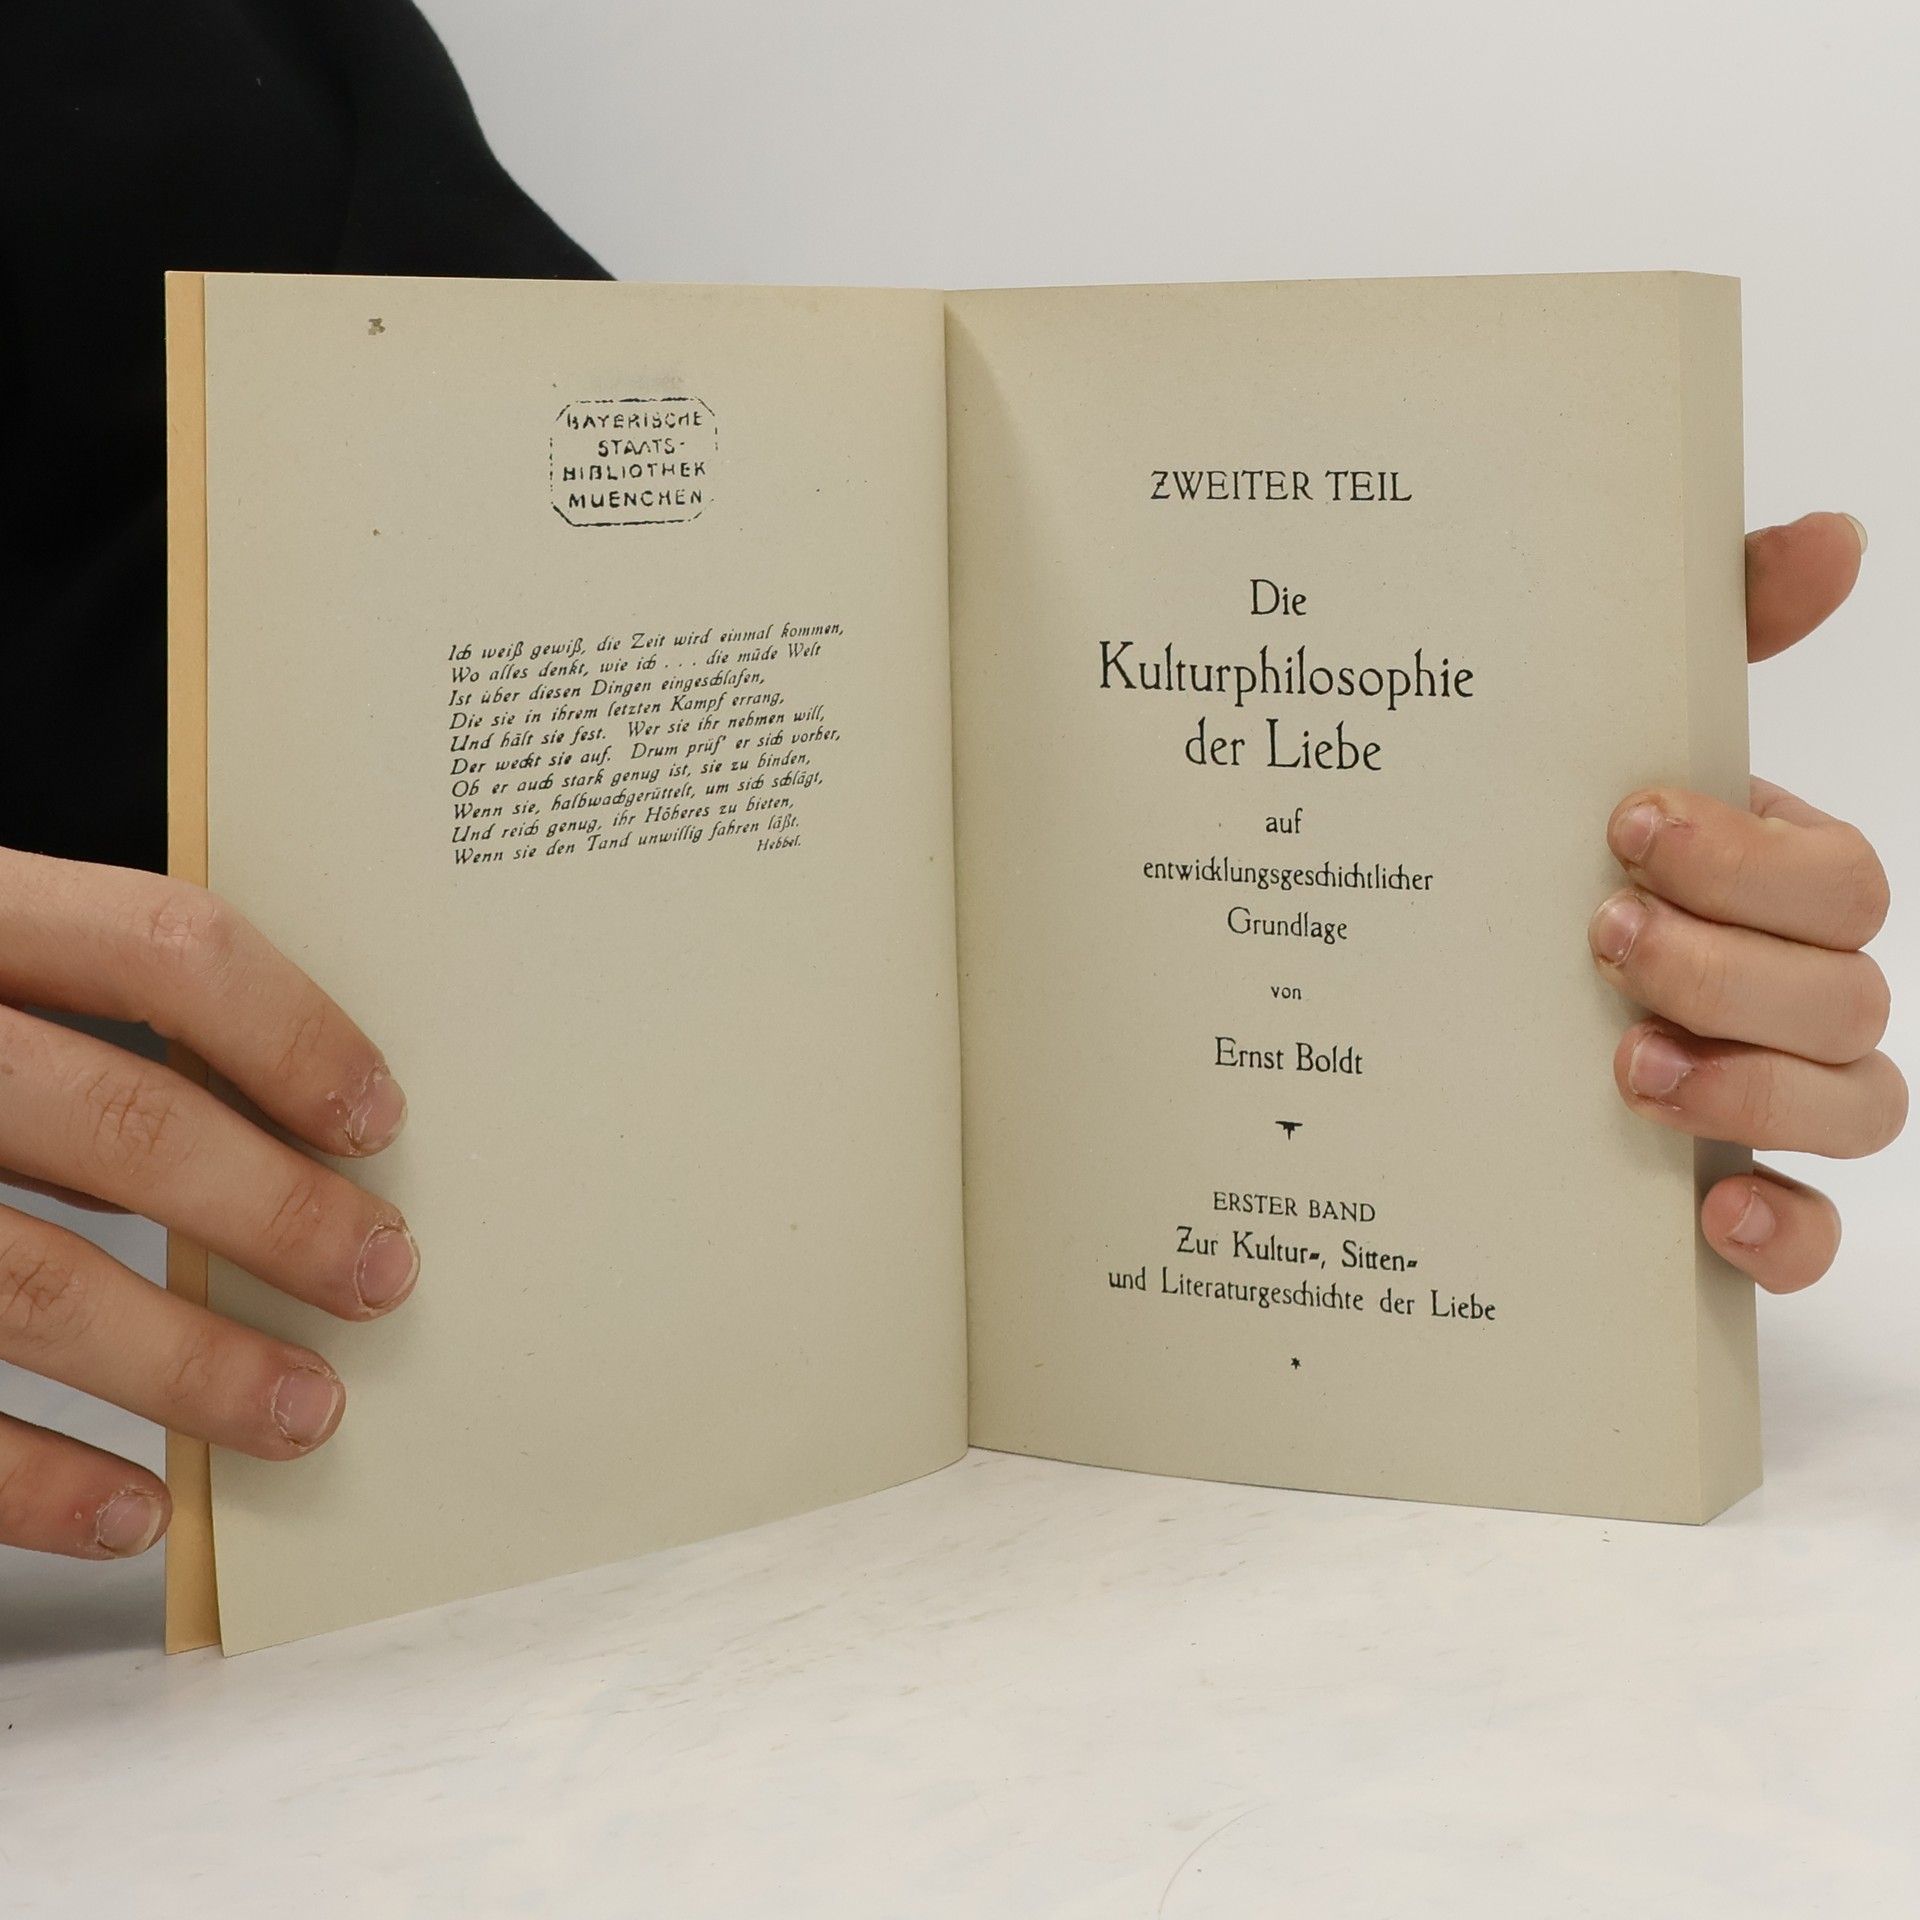 BAYERISCHE
STAATS-
BIBLIOTHEK
MUENCHEN
Ich weiß gewiß, die Zeit wird einmal kommen,
Wo alles denkt, wie ich . . . die müde Welt
Ist über diesen Dingen eingeschlafen,
Die sie in ihrem letzten Kampf errang,
Und hält sie fest. Wer sie ihr nehmen will,
Der weckt sie auf. Drum prüf' er sich vorher,
Ob er auch stark genug ist, sie zu binden,
Wenn sie, halbwachgerüttelt, um sich schlägt,
Und reich genug, ihr Höheres zu bieten,
Wenn sie den Tand unwillig fahren läßt.
Hebbel.
ZWEITER TEIL
Die
Kulturphilosophie
der Liebe
auf
entwicklungsgeschichtlicher
Grundlage
von
Ernst Boldt
ERSTER BAND
Zur Kultur-, Sitten-
und Literaturgeschichte der Liebe